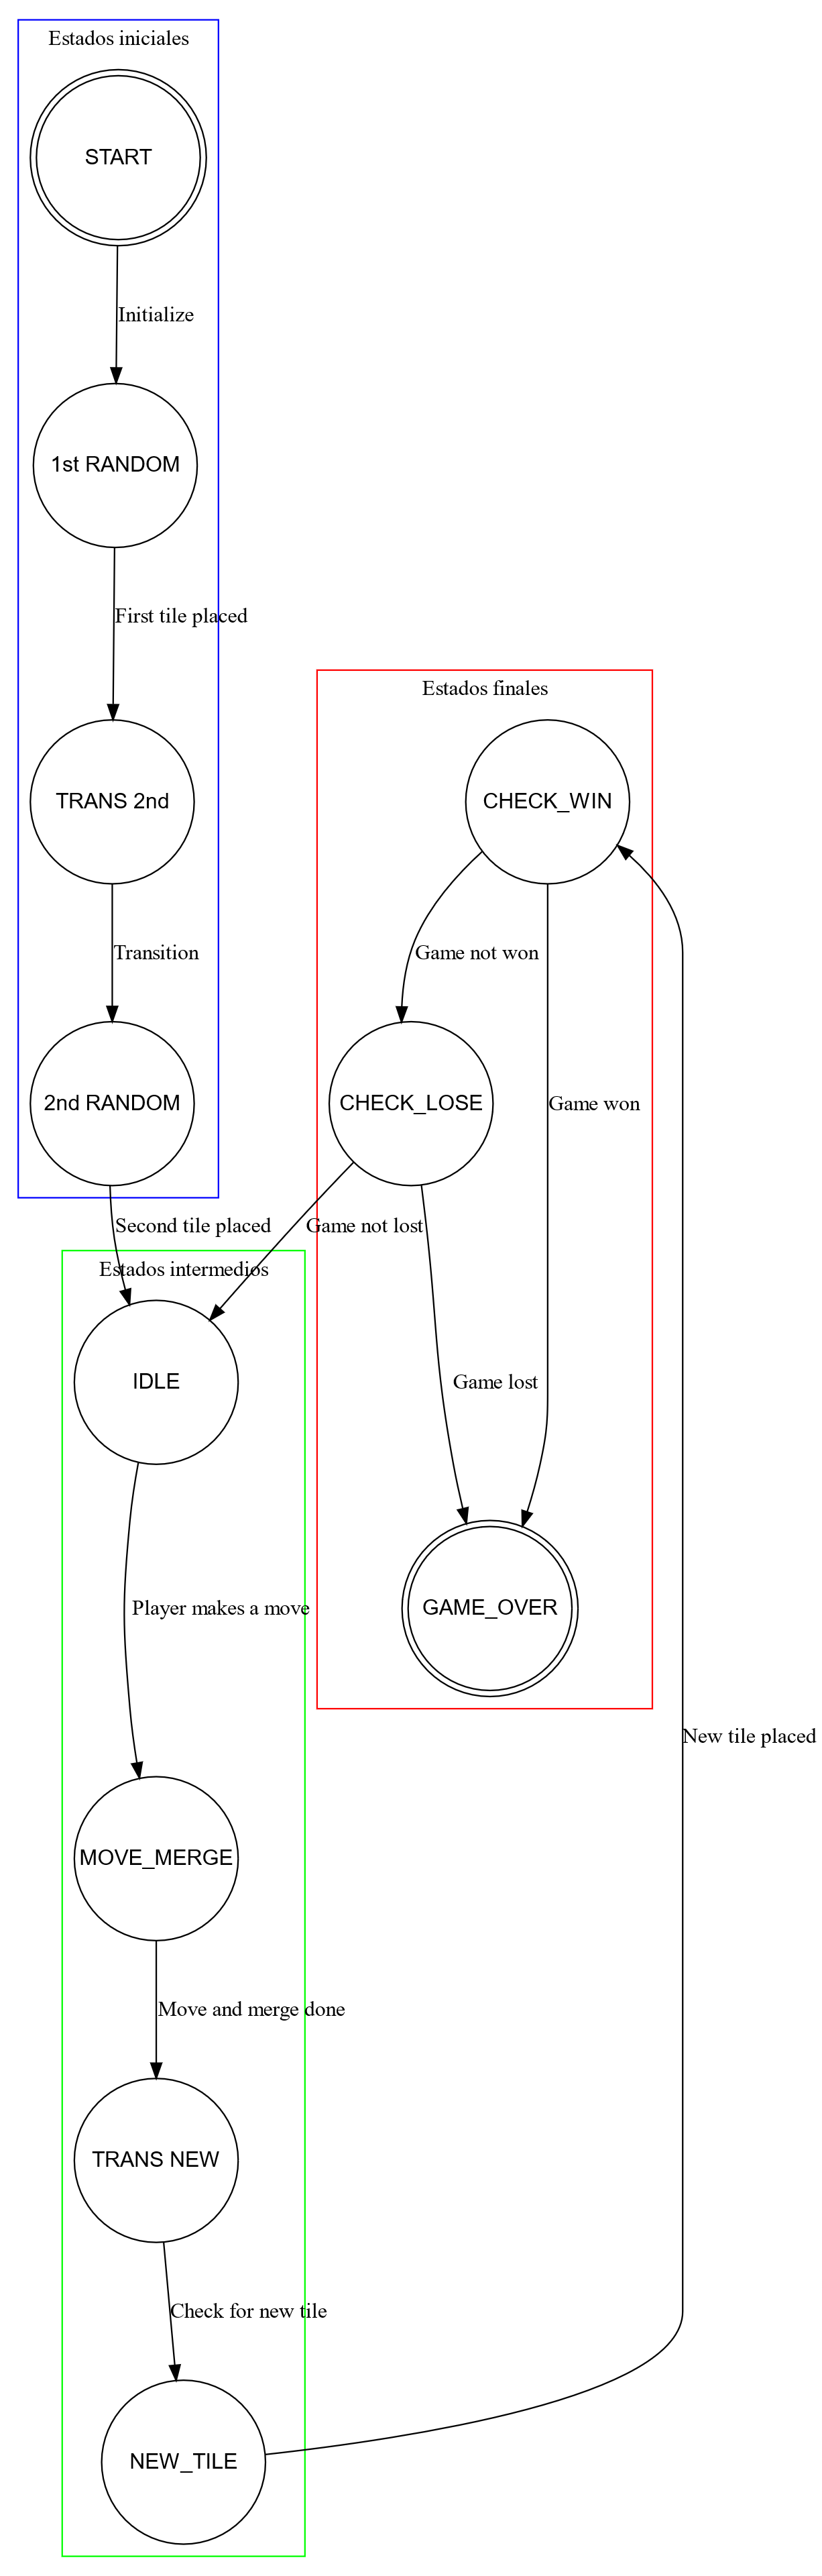 Estados iniciales
START
Initialize
1st RANDOM
First tile placed
TRANS 2nd
Transition
2nd RANDOM
Second tile placed
Estados finales
CHECK_WIN
Game not won
CHECK_LOSE
Game won
Game not lost
Game lost
GAME_OVER
Estados intermedios
IDLE
Player makes a move
MOVE_MERGE
Move and merge done
TRANS NEW
Check for new tile
NEW_TILE
New tile placed